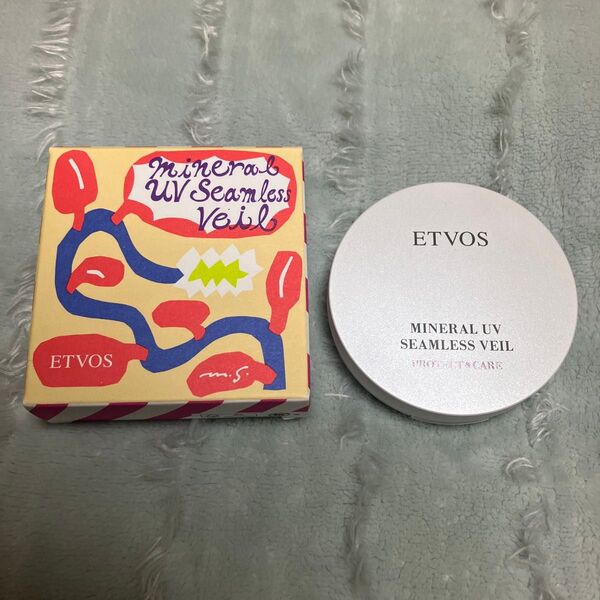 mineral
UV Seamless
Veil
ETVOS
m.s.
ETVOS
MINERAL UV
SEAMLESS VEIL
PROTECT & CARE